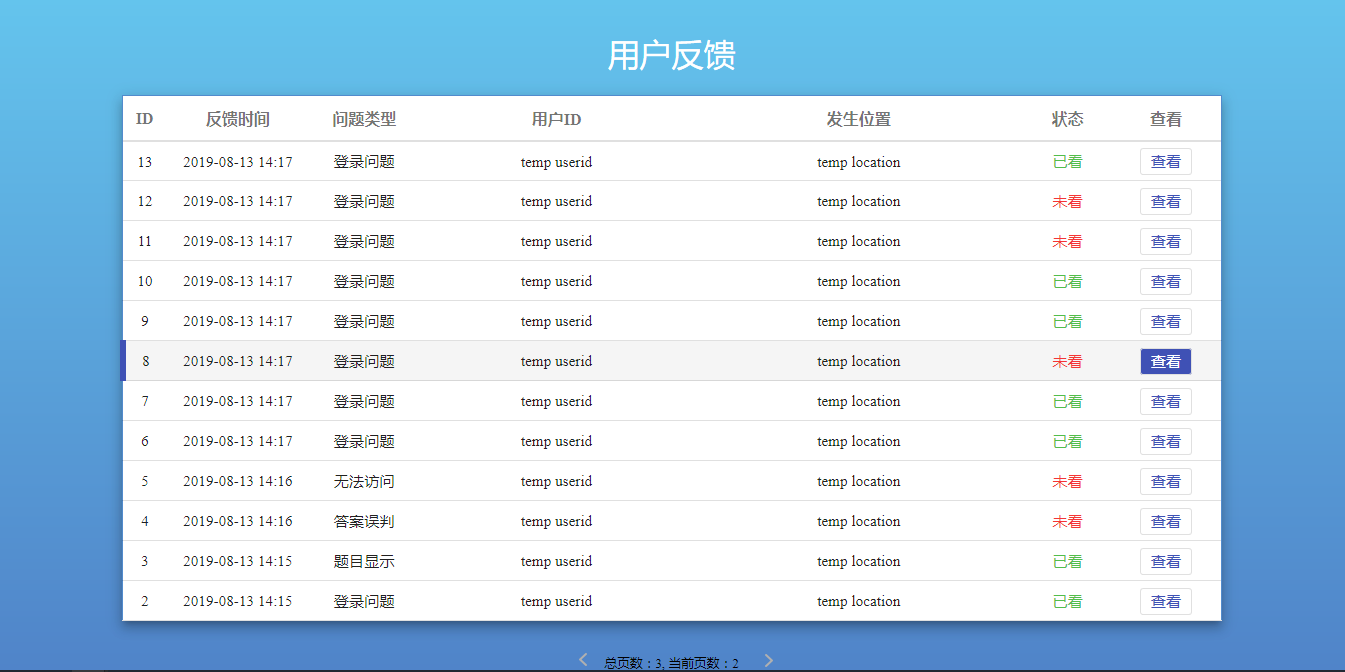 用户反馈
ID 反馈时间 问题类型 用户ID 发生位置 状态 查看
13 2019-08-13 14:17 登录问题 temp userid temp location 已看 查看
12 2019-08-13 14:17 登录问题 temp userid temp location 未看 查看
11 2019-08-13 14:17 登录问题 temp userid temp location 未看 查看
10 2019-08-13 14:17 登录问题 temp userid temp location 已看 查看
9 2019-08-13 14:17 登录问题 temp userid temp location 已看 查看
8 2019-08-13 14:17 登录问题 temp userid temp location 未看 查看
7 2019-08-13 14:17 登录问题 temp userid temp location 已看 查看
6 2019-08-13 14:17 登录问题 temp userid temp location 已看 查看
5 2019-08-13 14:16 无法访问 temp userid temp location 未看 查看
4 2019-08-13 14:16 答案误判 temp userid temp location 未看 查看
3 2019-08-13 14:15 题目显示 temp userid temp location 已看 查看
2 2019-08-13 14:15 登录问题 temp userid temp location 已看 查看
总页数：3, 当前页数：2